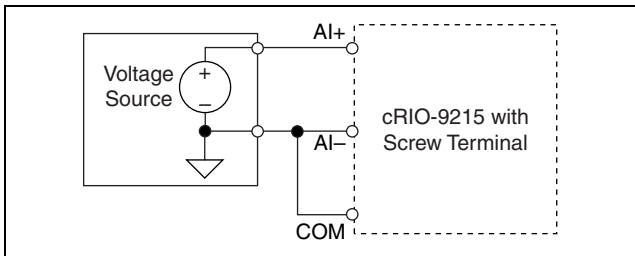 AI+
Voltage
Source
+
–
cRIO-9215 with
Screw Terminal
AI–
COM